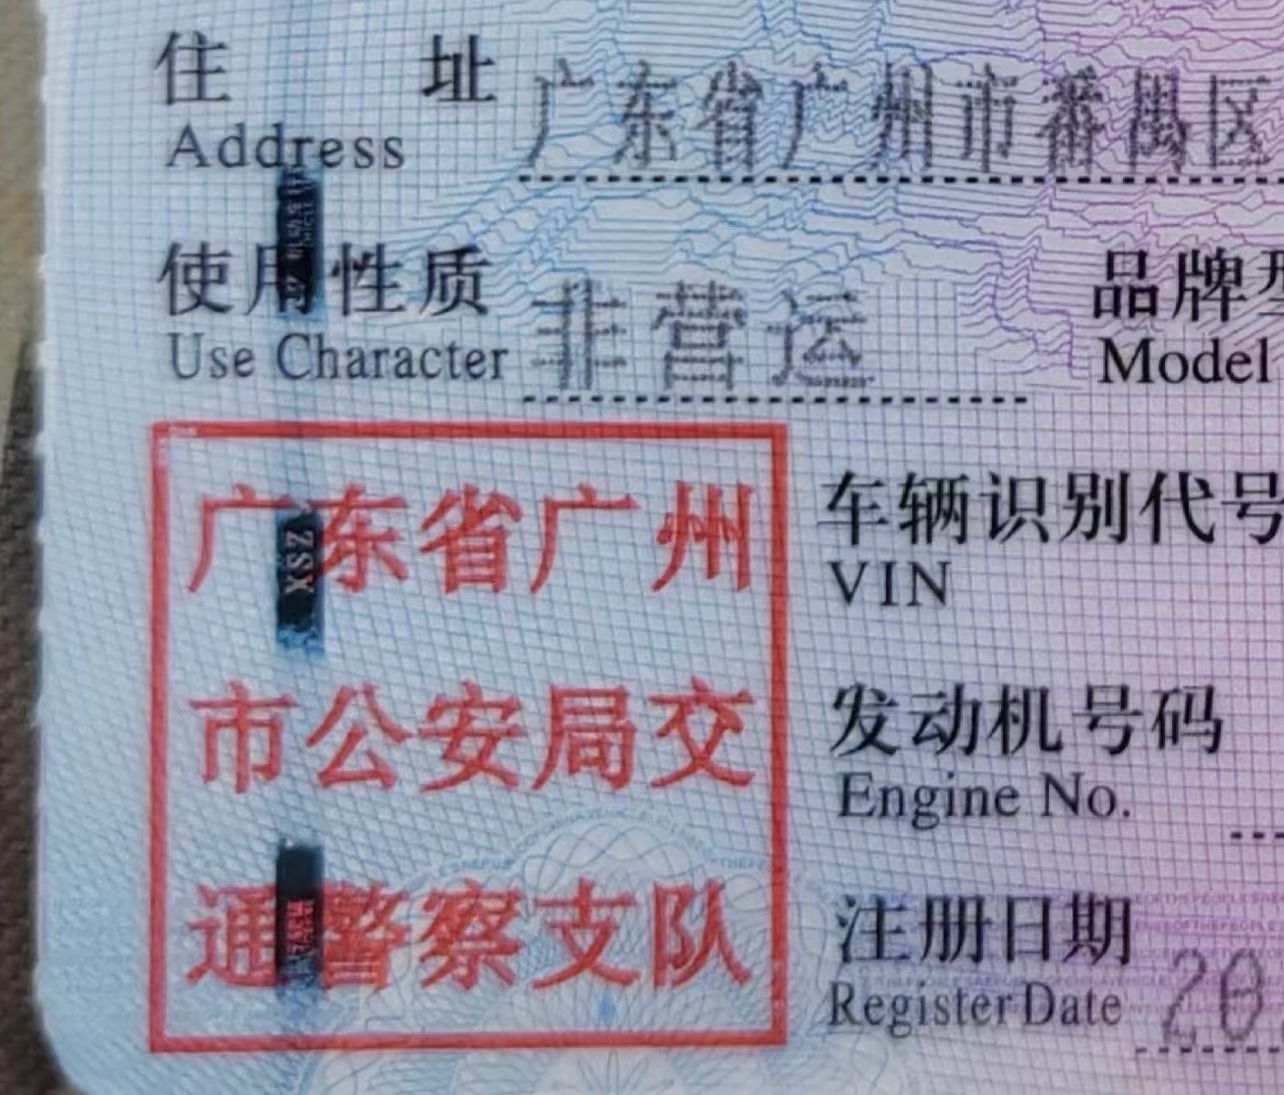 住 址 广东省广州市番禺区
Address
使用性质 非营运 品牌型
Use Character Model
广东省广州 车辆识别代号
VIN
市公安局交 发动机号码
Engine No.
通警察支队 注册日期
Register Date 20
ZSX